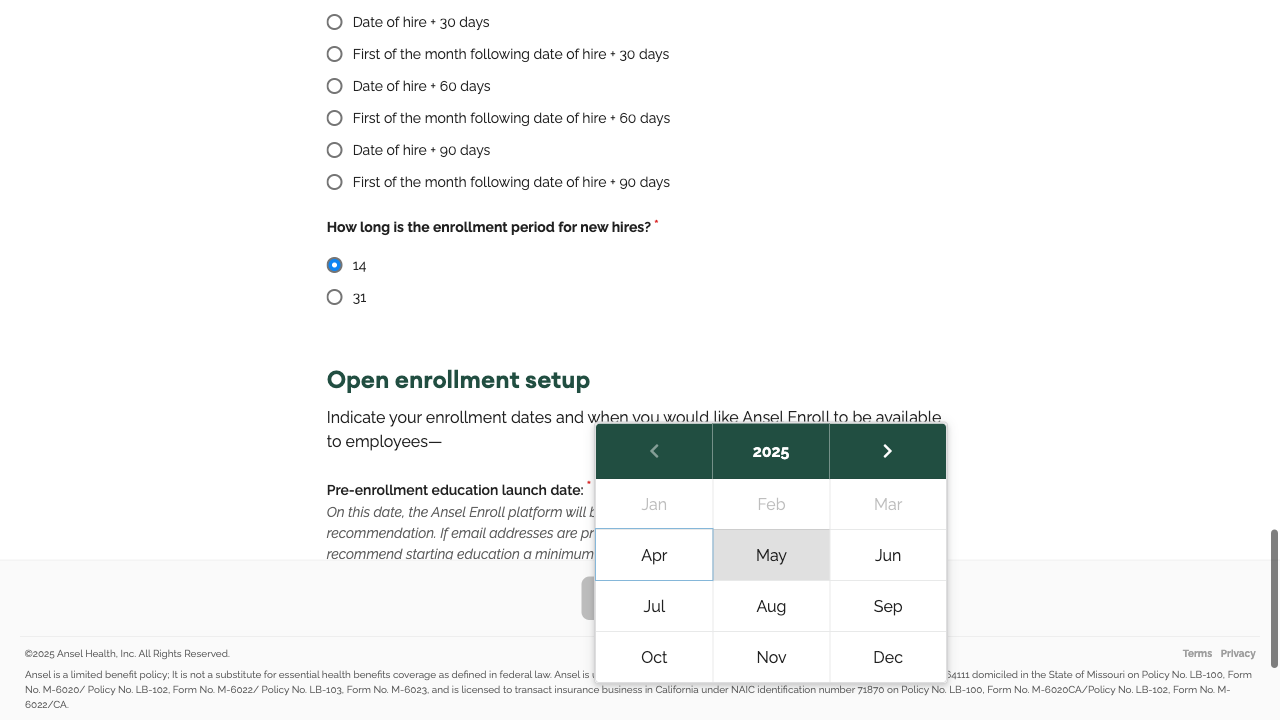 Date of hire + 30 days
First of the month following date of hire + 30 days
Date of hire + 60 days
First of the month following date of hire + 60 days
Date of hire + 90 days
First of the month following date of hire + 90 days
How long is the enrollment period for new hires? *
14
31
Open enrollment setup
Indicate your enrollment dates and when you would like Ansel Enroll to be available
to employees—
Pre-enrollment education launch date: *
On this date, the Ansel Enroll platform will
recommendation. If email addresses are
recommend starting education a minimum
2025
Jan Feb Mar
Apr May Jun
Jul Aug Sep
Oct Nov Dec
©2025 Ansel Health, Inc. All Rights Reserved.
Terms Privacy
Ansel is a limited benefit policy; It is not a substitute for essential health benefits coverage as defined in federal law. Ansel is 64111 domiciled in the State of Missouri on Policy No. LB-100, Form
No. M-6020/ Policy No. LB-102, Form No. M-6022/ Policy No. LB-103, Form No. M-6023, and is licensed to transact insurance business in California under NAIC identification number 71870 on Policy No. LB-100, Form No. M-6020CA/Policy No. LB-102, Form No. M-
6022/CA.